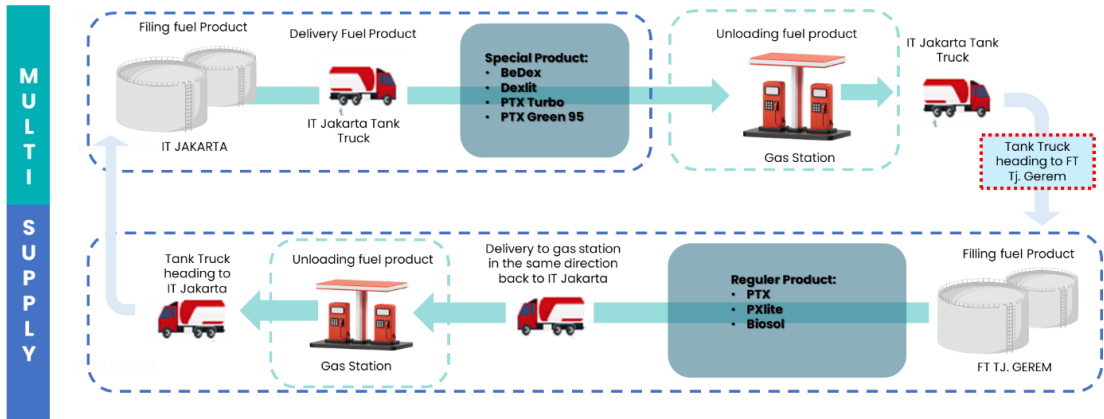 MULTI
SUPPLY
Filing fuel Product
IT JAKARTA
Delivery Fuel Product
IT Jakarta Tank
Truck
Special Product:
• BeDex
• Dexlit
• PTX Turbo
• PTX Green 95
Unloading fuel product
Gas Station
IT Jakarta Tank
Truck
Tank Truck
heading to FT
Tj. Gerem
Tank Truck
heading to
IT Jakarta
Unloading fuel product
Gas Station
Delivery to gas station
in the same direction
back to IT Jakarta
Reguler Product:
• PTX
• PXlite
• Biosol
Filling fuel Product
FT TJ. GEREM